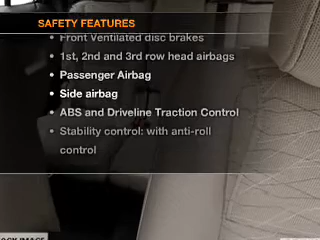 SAFETY FEATURES
• Front Ventilated disc brakes
• 1st, 2nd and 3rd row head airbags
• Passenger Airbag
• Side airbag
• ABS and Driveline Traction Control
• Stability control: with anti-roll
control